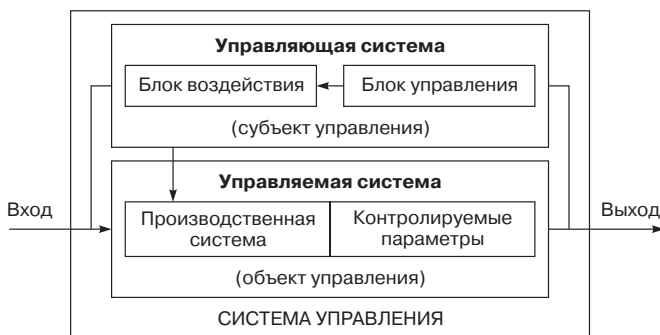 Управляющая система
Блок воздействия
Блок управления
(субъект управления)
Управляемая система
Вход
Производственная
система
Контролируемые
параметры
Выход
(объект управления)
СИСТЕМА УПРАВЛЕНИЯ